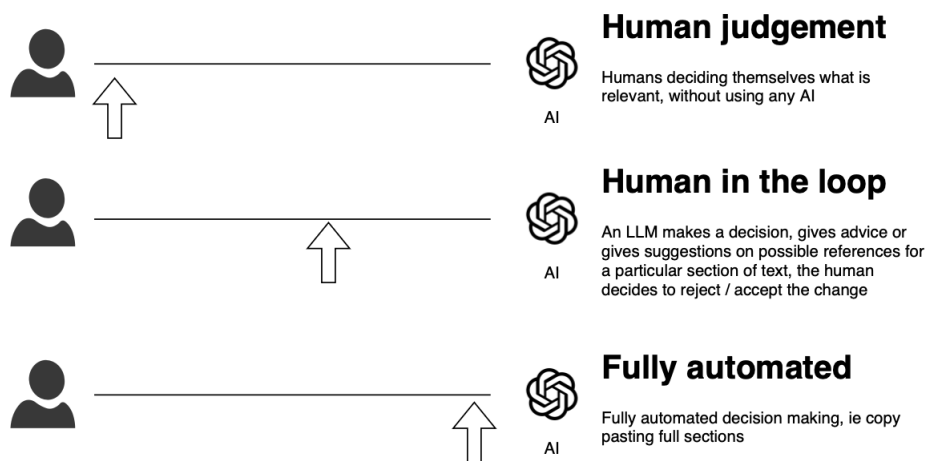 Human judgement
Humans deciding themselves what is
relevant, without using any AI
AI
Human in the loop
An LLM makes a decision, gives advice or
gives suggestions on possible references for
a particular section of text, the human
decides to reject / accept the change
AI
Fully automated
Fully automated decision making, ie copy
pasting full sections
AI